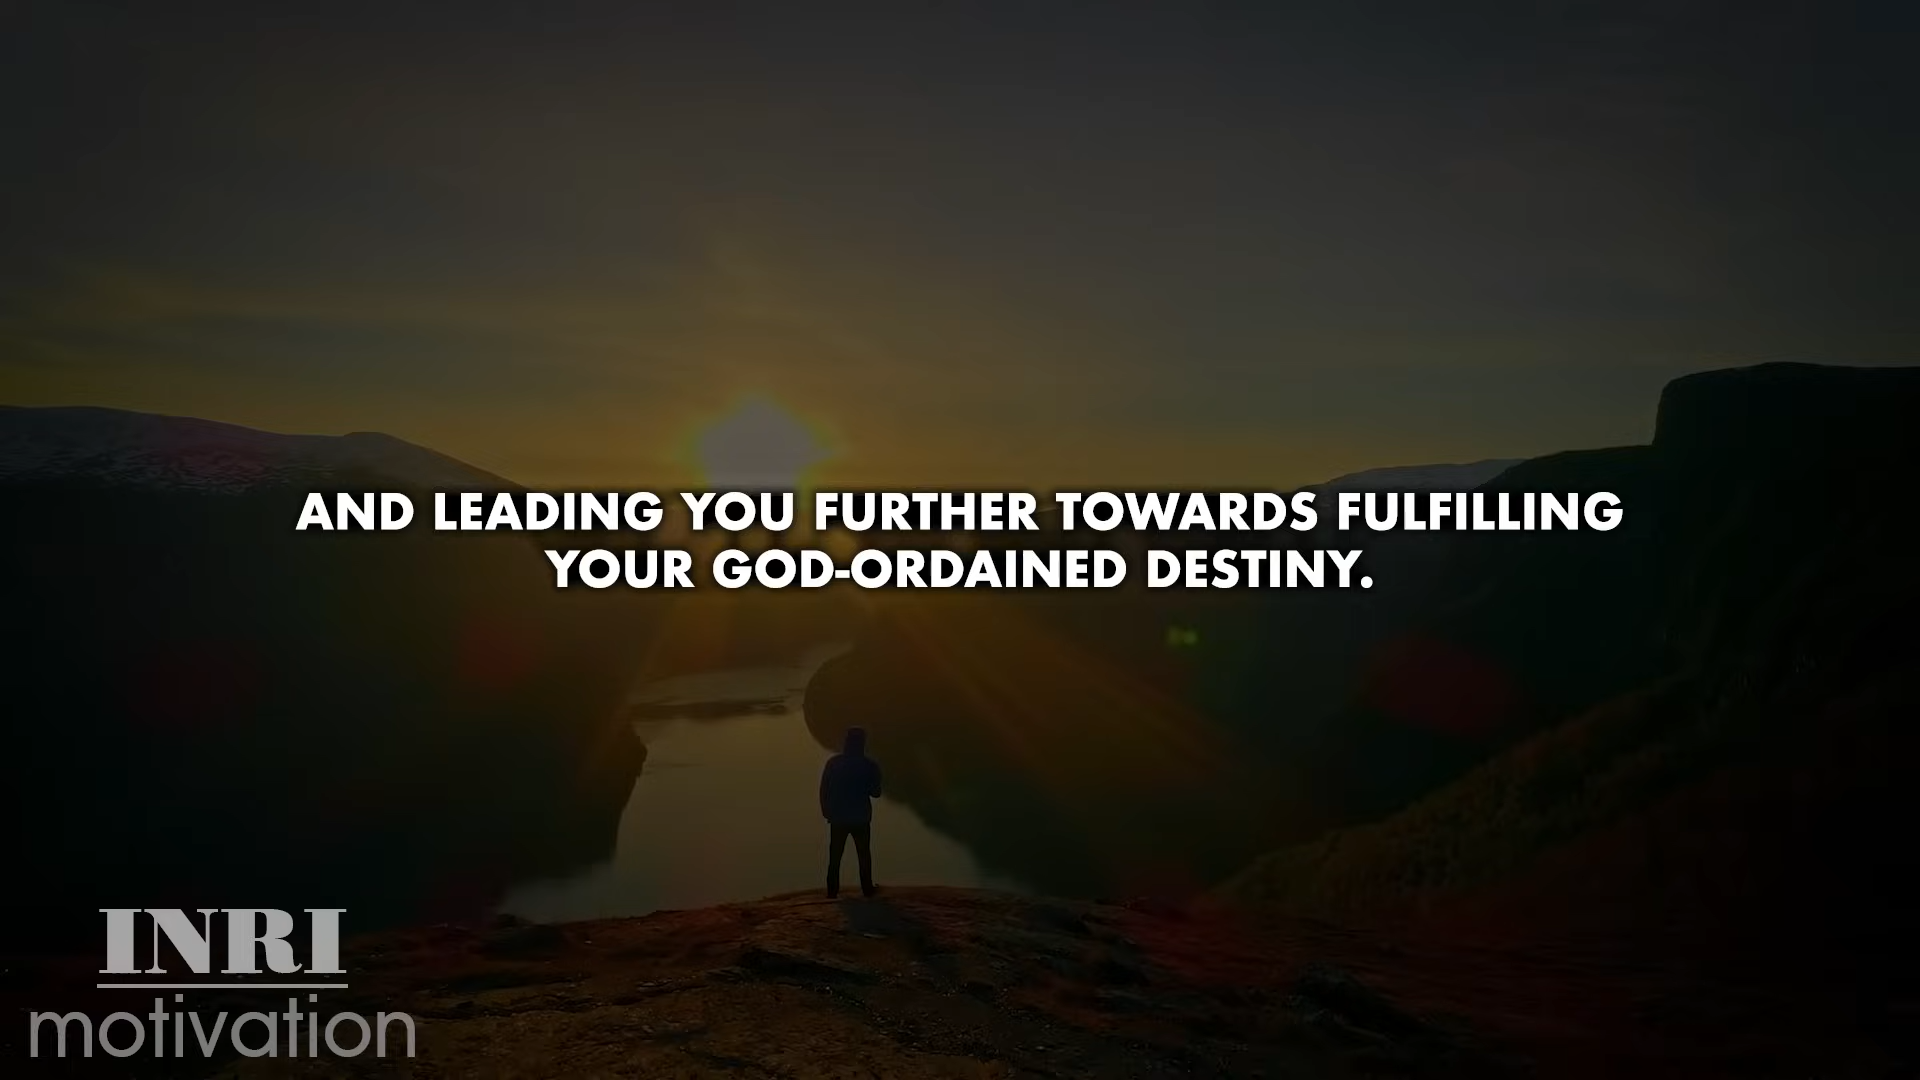 AND LEADING YOU FURTHER TOWARDS FULFILLING
YOUR GOD-ORDAINED DESTINY.
INRI
motivation